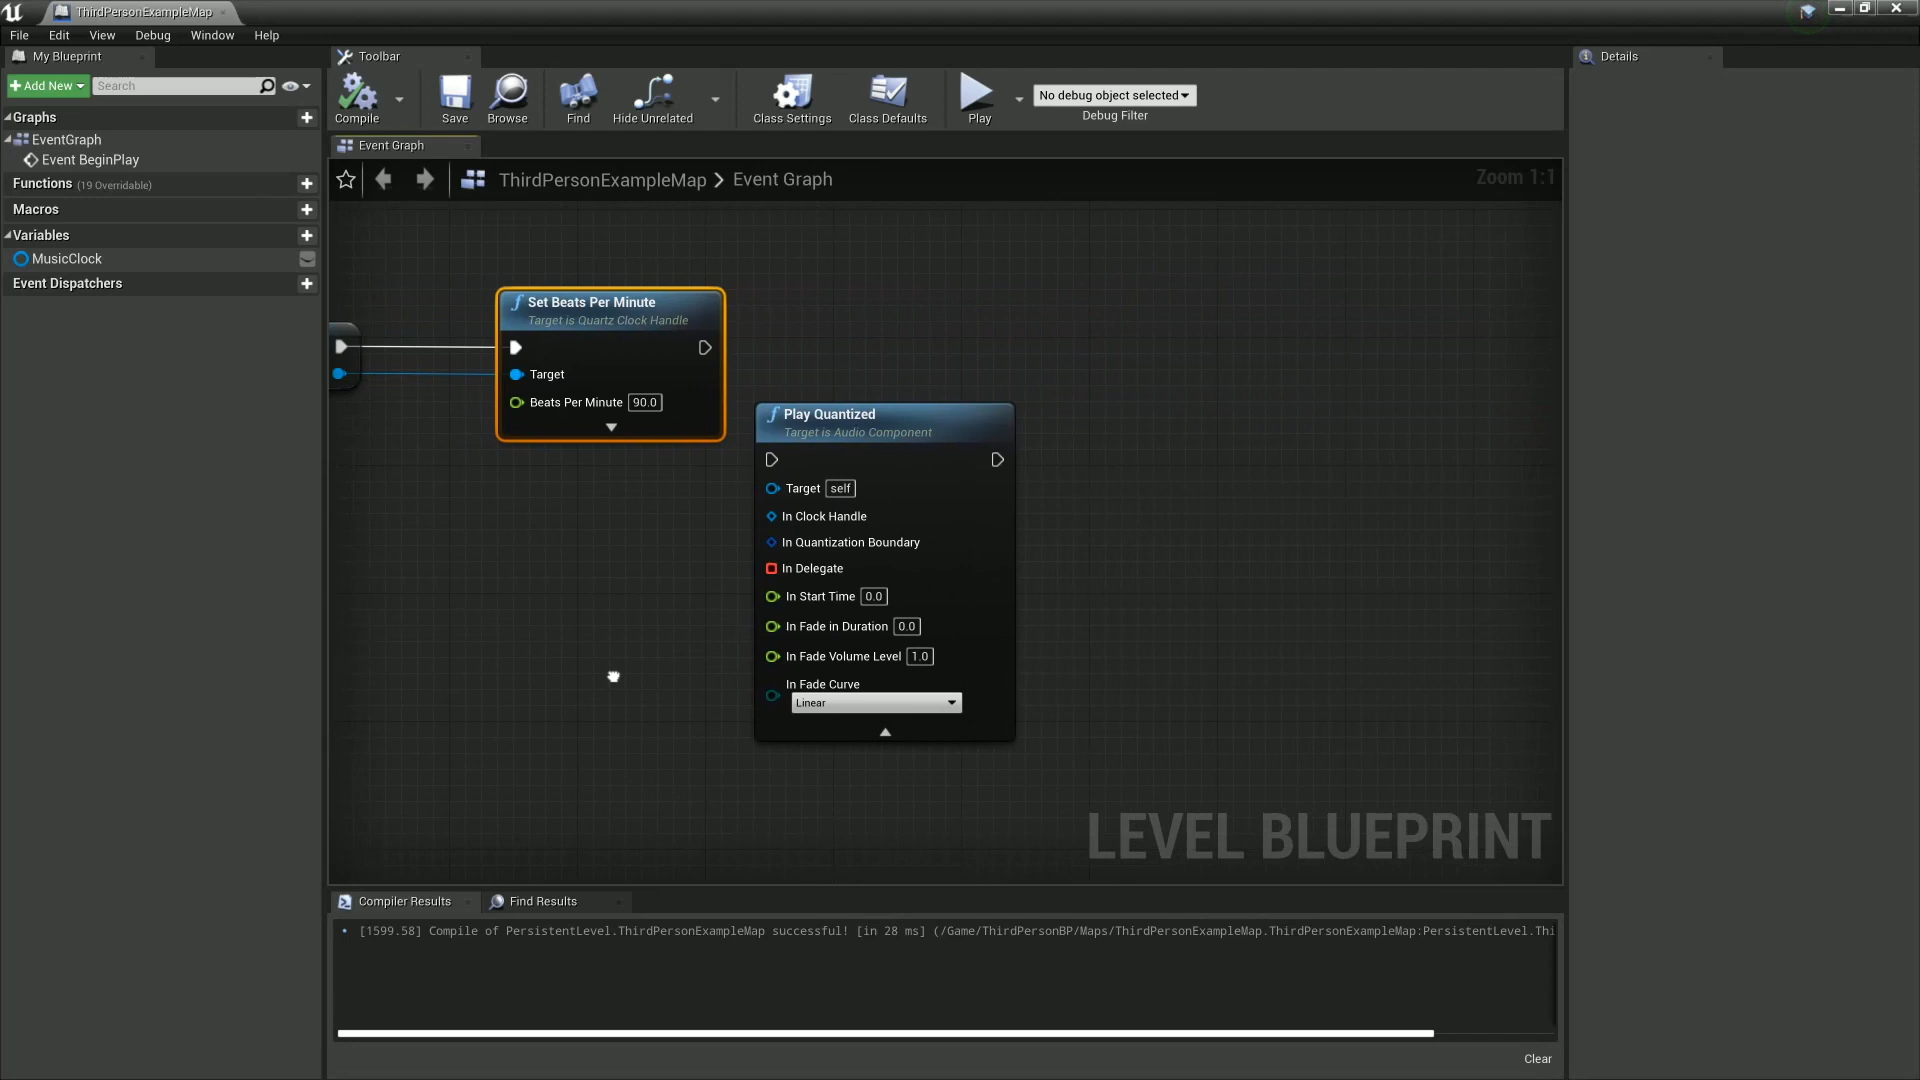 ThirdPersonExampleMap
File Edit View Debug Window Help
My Blueprint
Toolbar
Details
Add New
Search
Compile
Save
Browse
Find
Hide Unrelated
Class Settings
Class Defaults
Play
No debug object selected
Debug Filter
Graphs
EventGraph
Event BeginPlay
Functions (19 Overridable)
Macros
Variables
MusicClock
Event Dispatchers
Event Graph
ThirdPersonExampleMap > Event Graph
Zoom 1:1
Set Beats Per Minute
Target is Quartz Clock Handle
Target
Beats Per Minute 90.0
Play Quantized
Target is Audio Component
Target self
In Clock Handle
In Quantization Boundary
In Delegate
In Start Time 0.0
In Fade in Duration 0.0
In Fade Volume Level 1.0
In Fade Curve
Linear
LEVEL BLUEPRINT
Compiler Results
Find Results
[1599.58] Compile of PersistentLevel.ThirdPersonExampleMap successful! [in 28 ms] (/Game/ThirdPersonBP/Maps/ThirdPersonExampleMap.ThirdPersonExampleMap:PersistentLevel.Thi
Clear